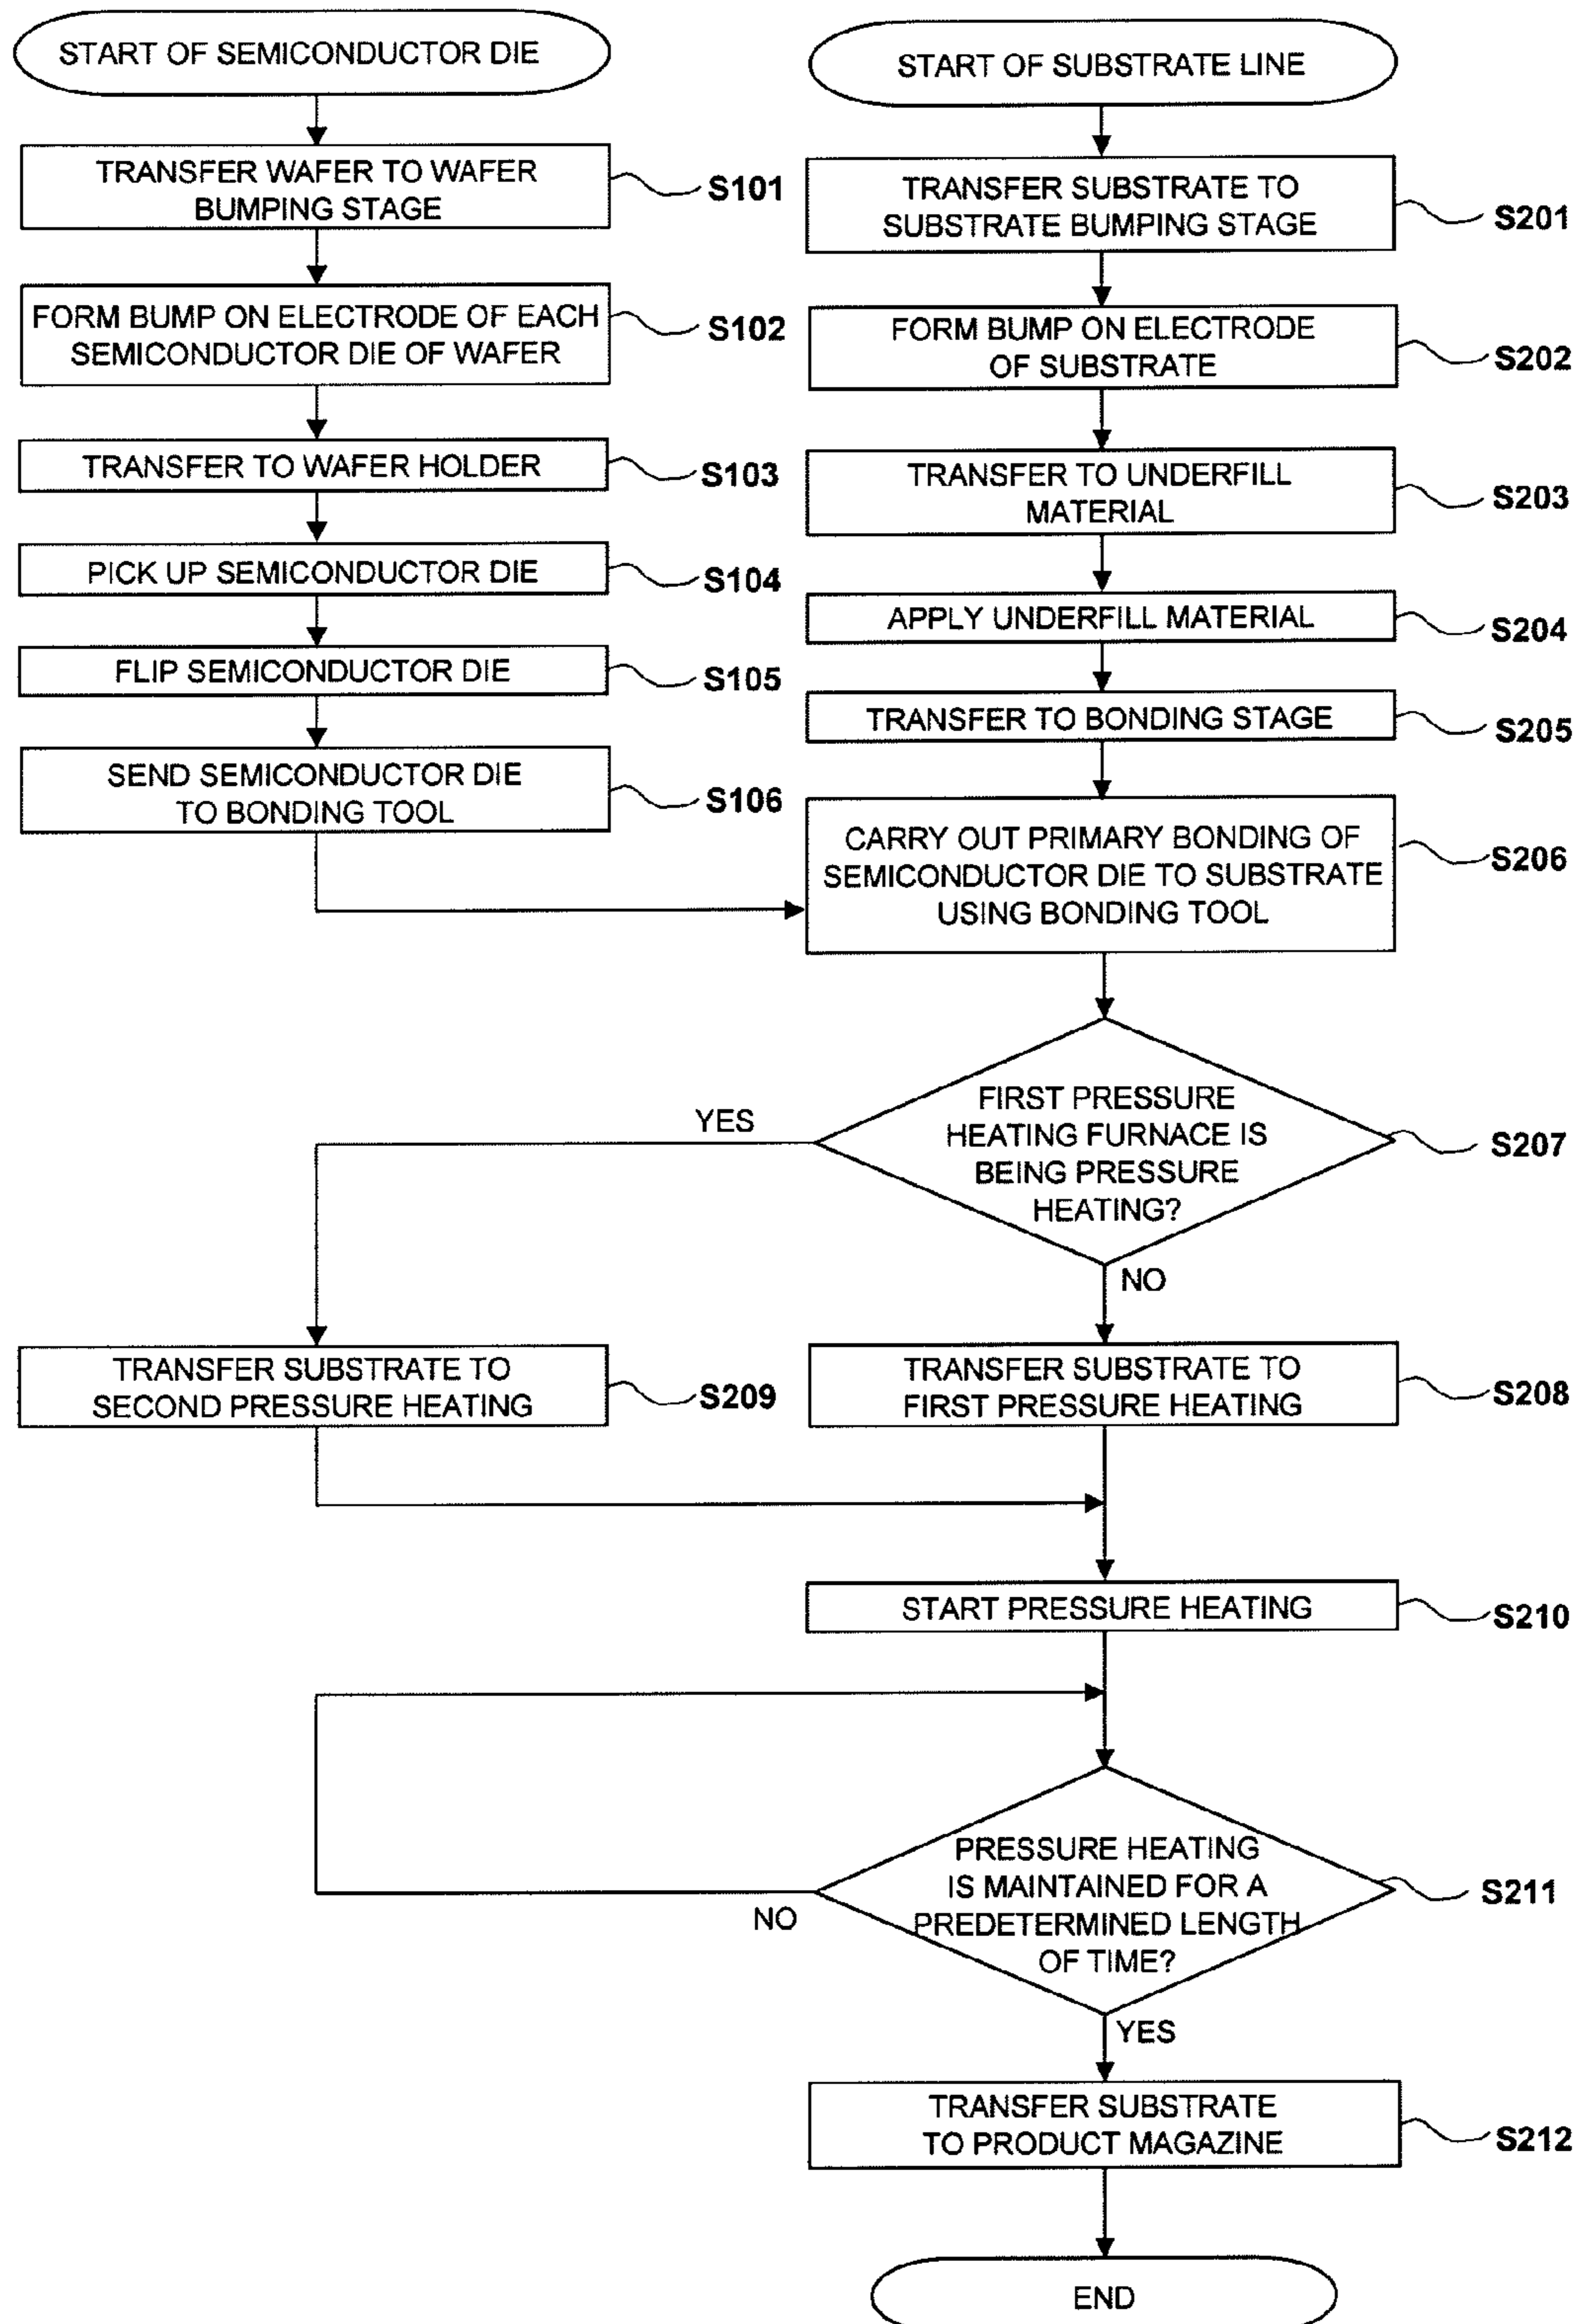 START OF SEMICONDUCTOR DIE
TRANSFER WAFER TO WAFER
BUMPING STAGE
S101
FORM BUMP ON ELECTRODE OF EACH
SEMICONDUCTOR DIE OF WAFER
S102
TRANSFER TO WAFER HOLDER
S103
PICK UP SEMICONDUCTOR DIE
S104
FLIP SEMICONDUCTOR DIE
S105
SEND SEMICONDUCTOR DIE
TO BONDING TOOL
S106
START OF SUBSTRATE LINE
TRANSFER SUBSTRATE TO
SUBSTRATE BUMPING STAGE
S201
FORM BUMP ON ELECTRODE
OF SUBSTRATE
S202
TRANSFER TO UNDERFILL
MATERIAL
S203
APPLY UNDERFILL MATERIAL
S204
TRANSFER TO BONDING STAGE
S205
CARRY OUT PRIMARY BONDING OF
SEMICONDUCTOR DIE TO SUBSTRATE
USING BONDING TOOL
S206
FIRST PRESSURE
HEATING FURNACE IS
BEING PRESSURE
HEATING?
S207
YES
NO
TRANSFER SUBSTRATE TO
SECOND PRESSURE HEATING
S209
TRANSFER SUBSTRATE TO
FIRST PRESSURE HEATING
S208
START PRESSURE HEATING
S210
PRESSURE HEATING
IS MAINTAINED FOR A
PREDETERMINED LENGTH
OF TIME?
S211
NO
YES
TRANSFER SUBSTRATE
TO PRODUCT MAGAZINE
S212
END